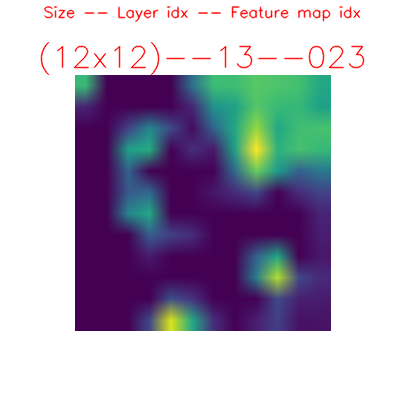 Size -- Layer idx -- Feature map idx
(12x12)--13--023